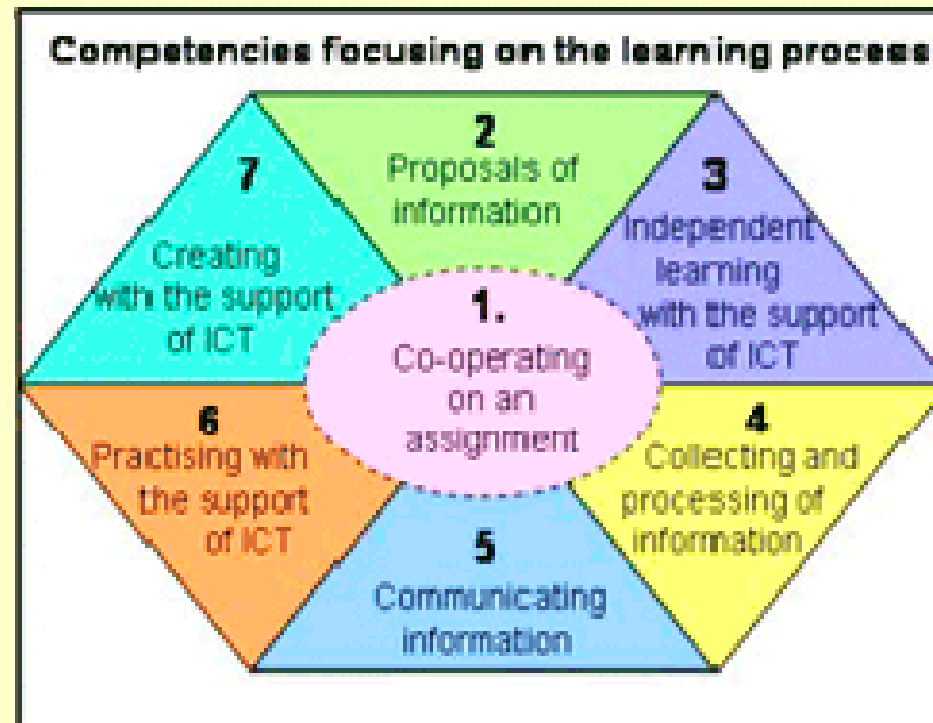 Competencies focusing on the learning process
2
Proposals of
information
3
Independent
learning
with the support
of ICT
7
Creating
with the support
of ICT
1.
Co-operating
on an
assignment
6
Practising with
the support
of ICT
4
Collecting and
processing of
information
5
Communicating
information